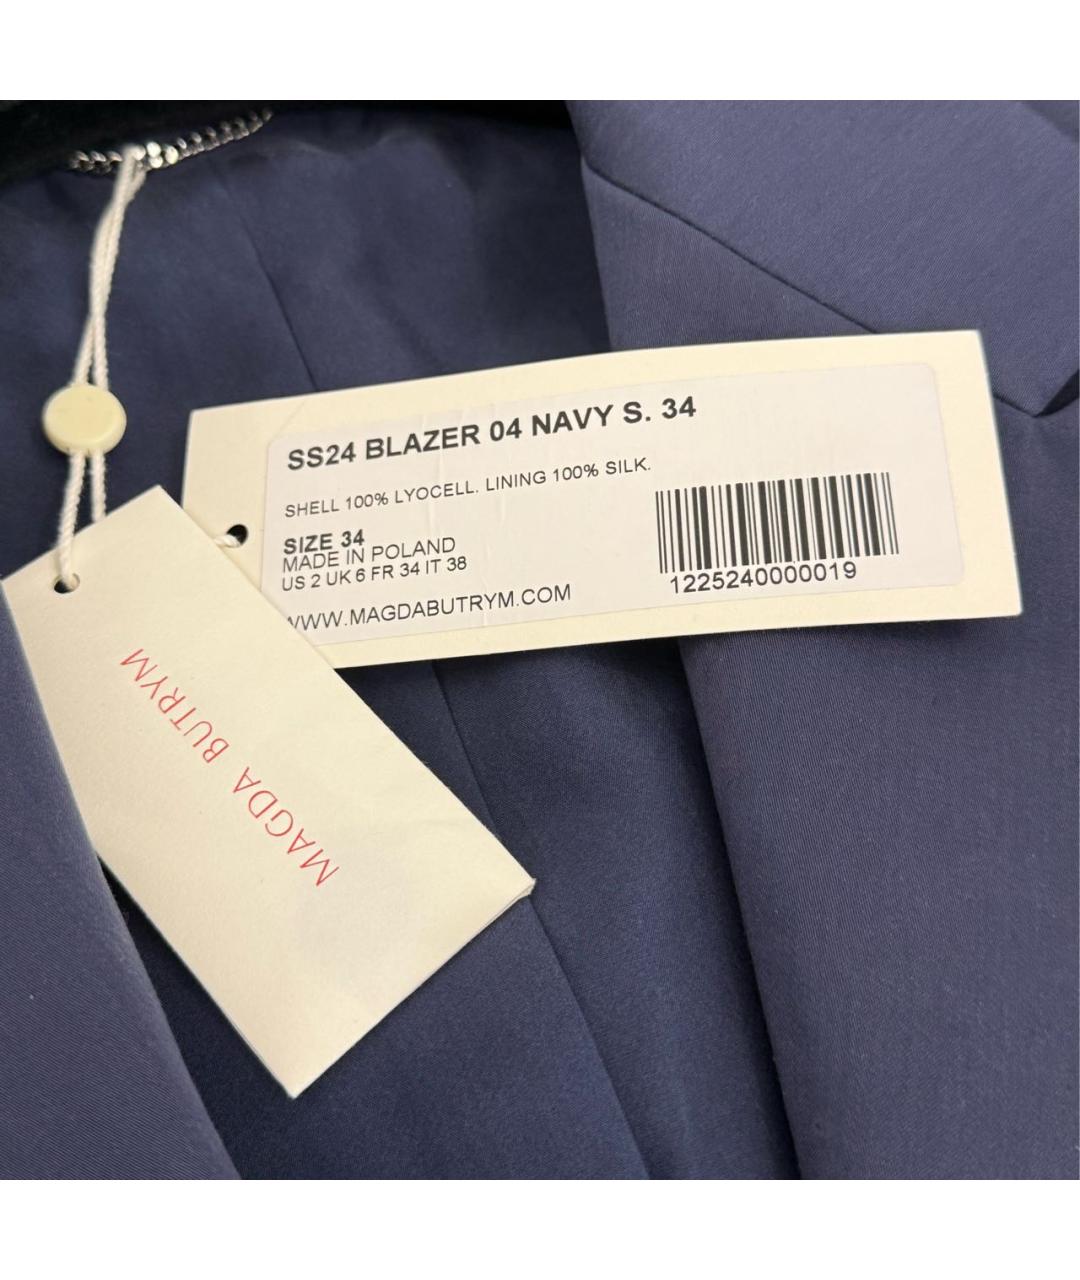 SS24 BLAZER 04 NAVY S. 34
SHELL 100% LYOCELL. LINING 100% SILK.
SIZE 34
MADE IN POLAND
US 2 UK 6 FR 34 IT 38
WWW.MAGDABUTRYM.COM
1225240000019
MAGDA BUTRYM